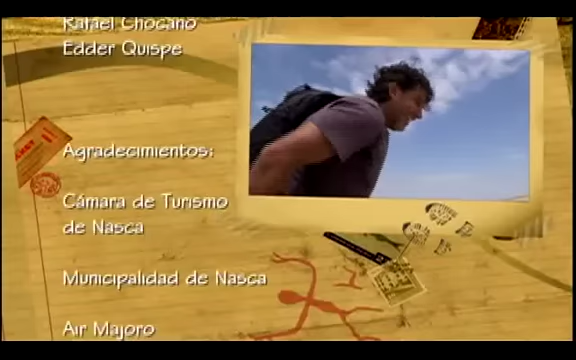 Rafael Chocano
Edder Quispe
Agradecimientos:
Cámara de Turismo
de Nasca
Municipalidad de Nasca
Air Majoro